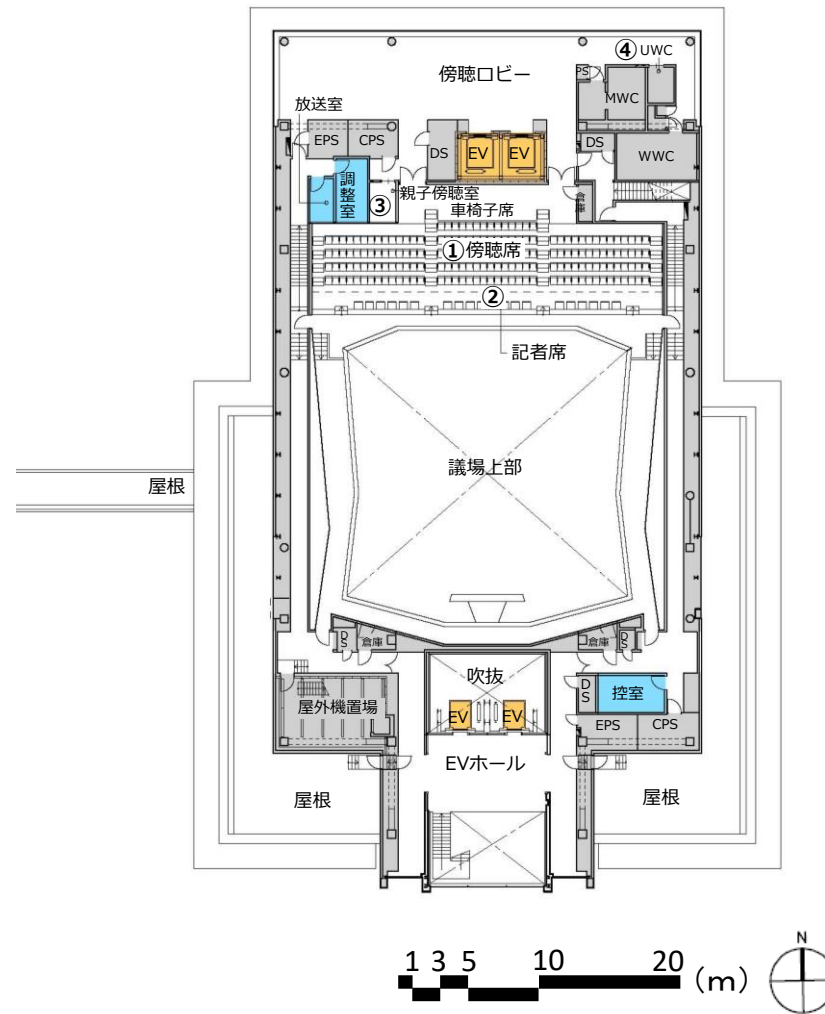 ④ UWC
傍聴ロビー
PS
MWC
放送室
EPS
CPS
DS
EV
EV
DS
WWC
調整室
③
親子傍聴室
倉庫
車椅子席
①傍聴席
②
記者席
議場上部
屋根
DS
倉庫
倉庫
DS
吹抜
DS
控室
屋外機置場
EV
EV
EPS
CPS
EVホール
屋根
屋根
N
1 3 5 10 20 (m)